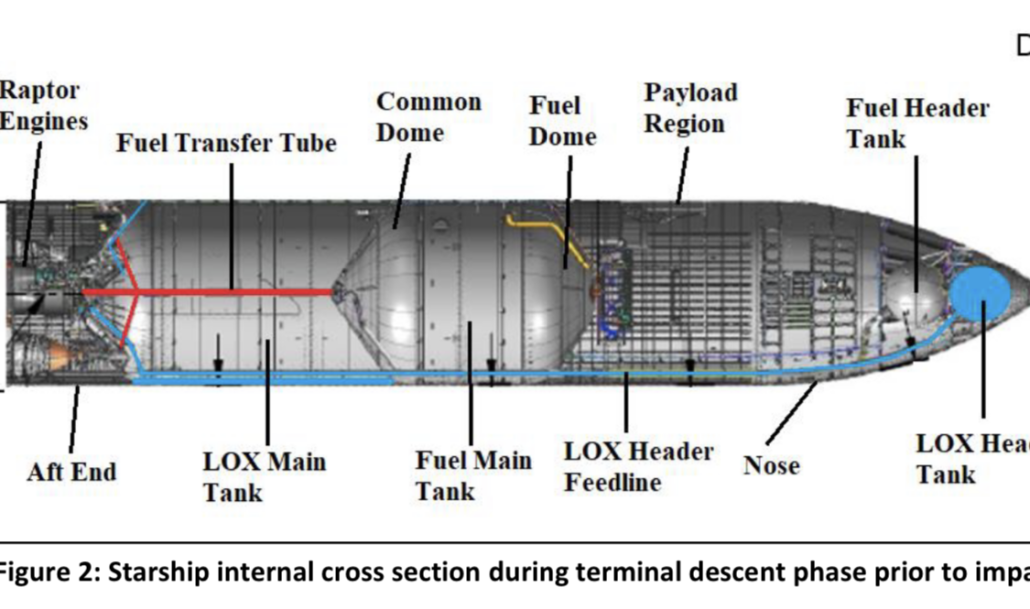 D
Raptor
Engines
Fuel Transfer Tube
Common
Dome
Fuel
Dome
Payload
Region
Fuel Header
Tank
Aft End
LOX Main
Tank
Fuel Main
Tank
LOX Header
Feedline
Nose
LOX Hea
Tank
Figure 2: Starship internal cross section during terminal descent phase prior to impa